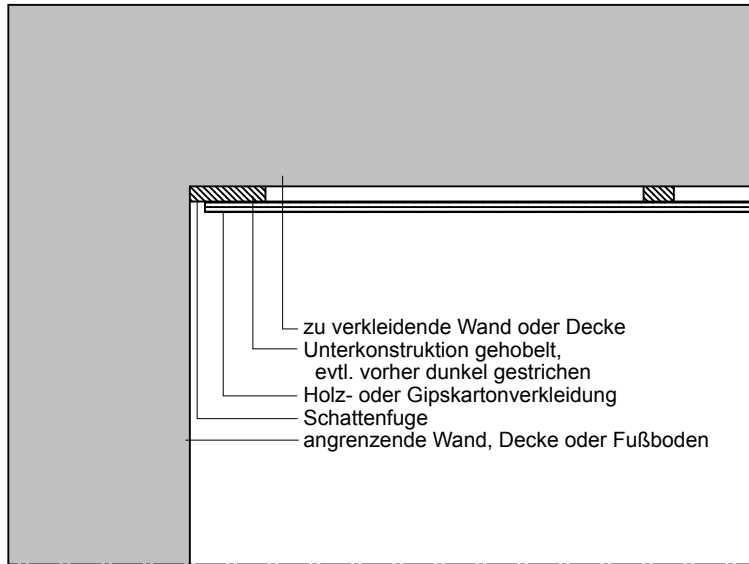 zu verkleidende Wand oder Decke
Unterkonstruktion gehobelt,
evtl. vorher dunkel gestrichen
Holz- oder Gipskartonverkleidung
Schattenfuge
angrenzende Wand, Decke oder Fußboden